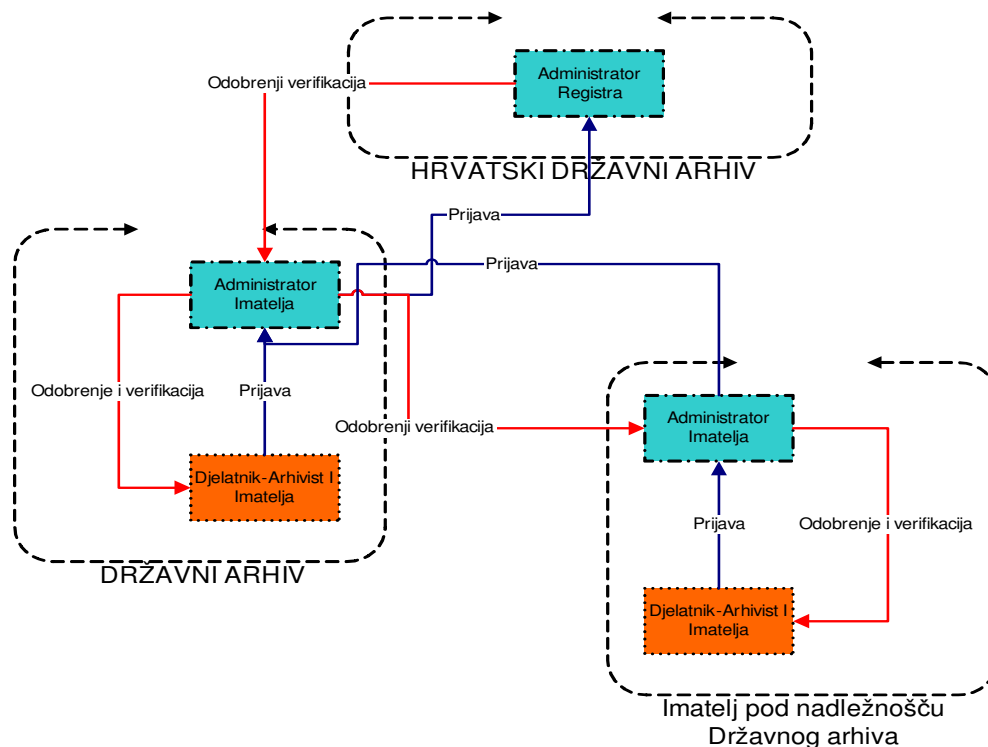 Administrator
Registra
Odobrenji verifikacija
HRVATSKI DRŽAVNI ARHIV
Prijava
Prijava
Administrator
Imatelja
Odobrenje i verifikacija
Prijava
Djelatnik-Arhivist I
Imatelja
DRŽAVNI ARHIV
Odobrenji verifikacija
Administrator
Imatelja
Prijava
Odobrenje i verifikacija
Djelatnik-Arhivist I
Imatelja
Imatelj pod nadležnošču
Državnog arhiva